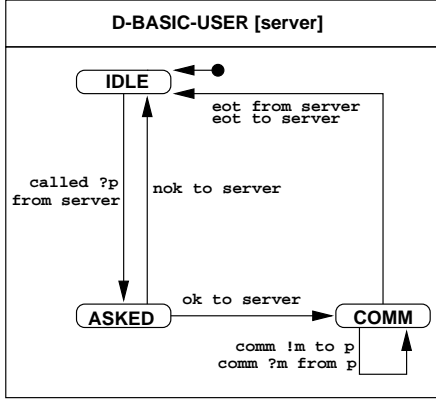 D-BASIC-USER [server]
IDLE
eot from server
eot to server
called ?p
from server
nok to server
ok to server
ASKED
COMM
comm !m to p
comm ?m from p